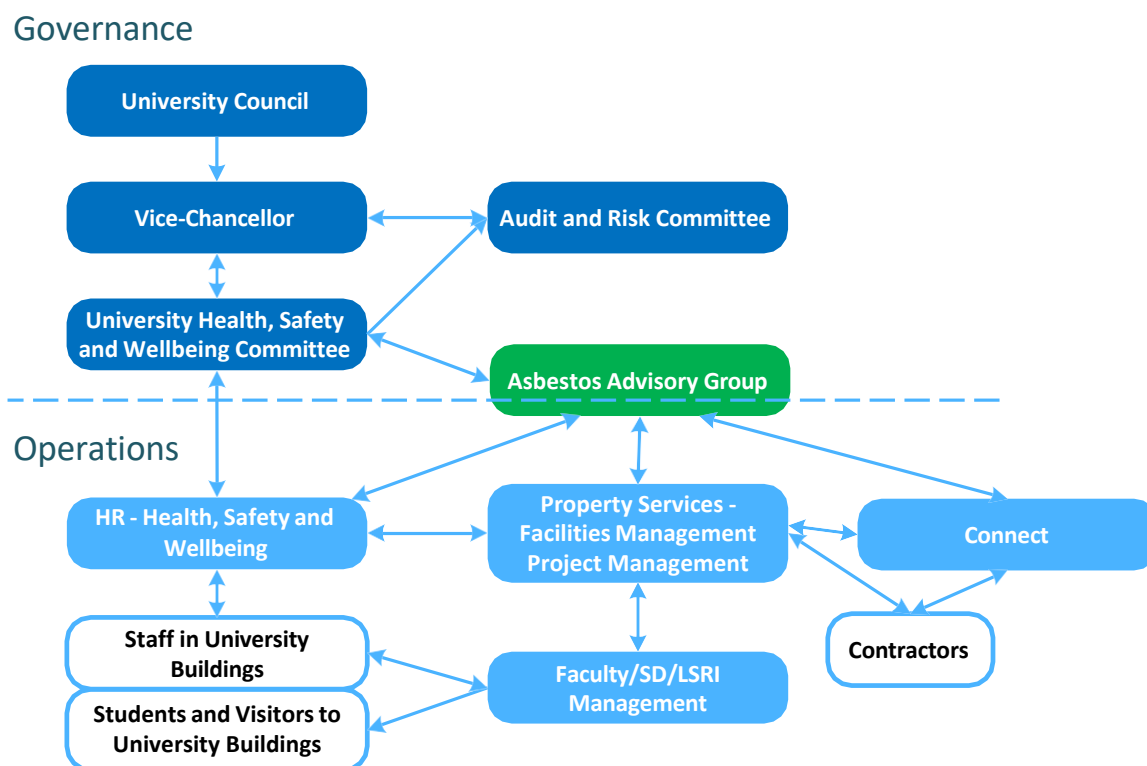 Governance
University Council
Vice-Chancellor
Audit and Risk Committee
University Health, Safety
and Wellbeing Committee
Asbestos Advisory Group
Operations
HR - Health, Safety and
Wellbeing
Property Services -
Facilities Management
Project Management
Connect
Staff in University
Buildings
Contractors
Faculty/SD/LSRI
Management
Students and Visitors to
University Buildings